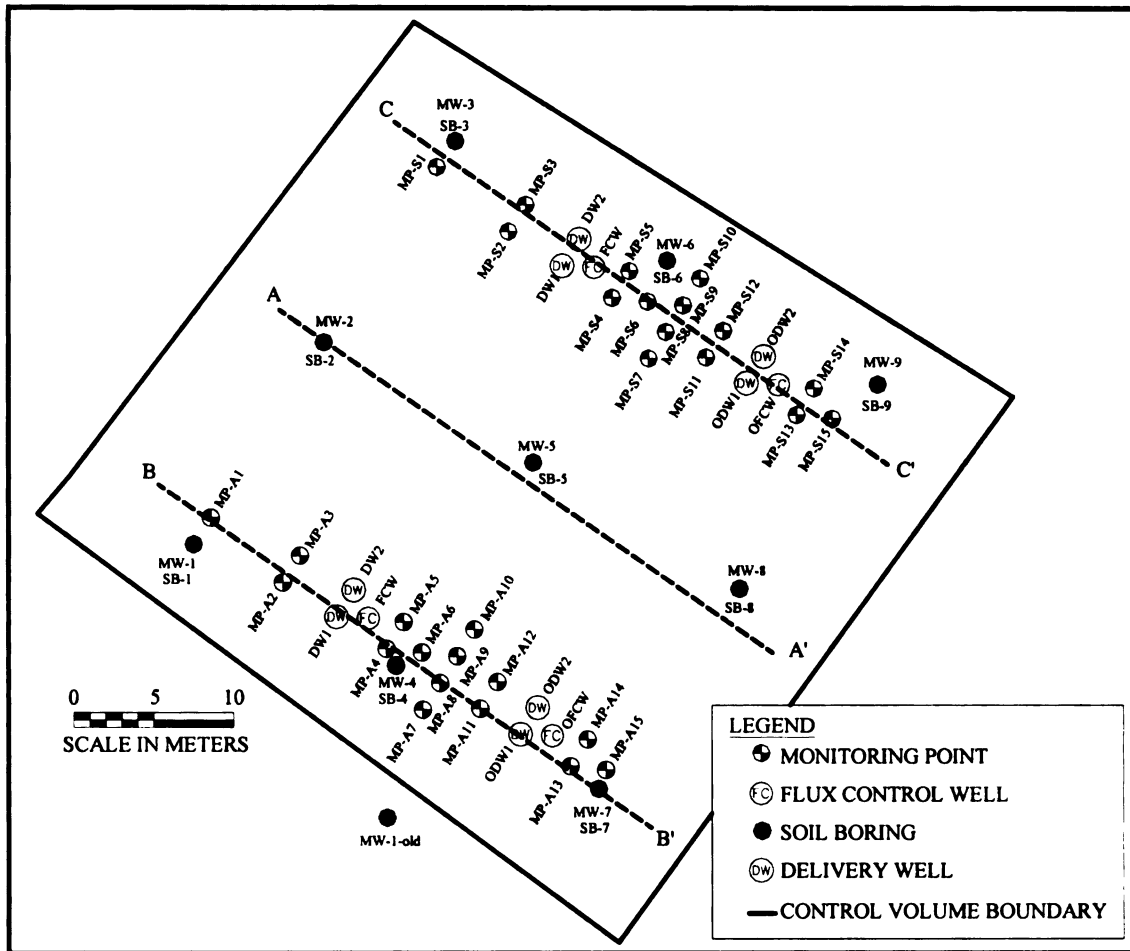 C
MW-3
SB-3
MP-S1
MP-S3
MP-S2
DW2
DW
DW
DW1
FCW
FC
MP-S5
MW-6
SB-6
MP-S10
MP-S4
MP-S6
MP-S9
MP-S8
MP-S7
MP-S12
MP-S11
ODW2
DW
DW
ODW1
FC
OFCW
MP-S14
MP-S13
MP-S15
MW-9
SB-9
C'
A
MW-2
SB-2
MW-5
SB-5
MW-8
SB-8
A'
B
MP-A1
MW-1
SB-1
MP-A3
MP-A2
DW2
DW
DW
DW1
FCW
FC
MP-A5
MP-A6
MP-A10
MP-A4
MW-4
SB-4
MP-A9
MP-A8
MP-A7
MP-A12
MP-A11
ODW2
DW
DW
ODW1
OFCW
FC
MP-A14
MP-A15
MP-A13
MW-7
SB-7
B'
MW-1-old
0 5 10
SCALE IN METERS
LEGEND
MONITORING POINT
FC FLUX CONTROL WELL
SOIL BORING
DW DELIVERY WELL
CONTROL VOLUME BOUNDARY